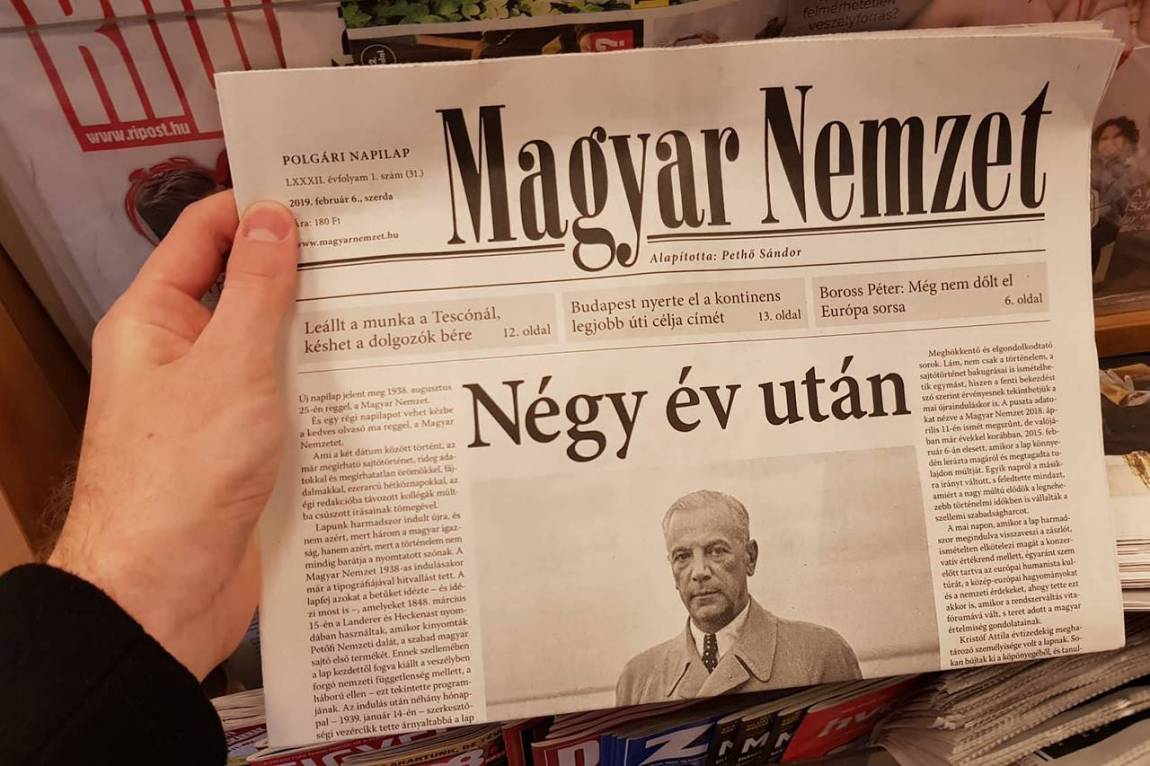 felmérhetetlen
veszélyforrás?
www.ripost.hu
Magyar Nemzet
POLGÁRI NAPILAP
LXXXII. évfolyam 1. szám (31.)
2019. február 6., szerda
Ára: 180 Ft
www.magyarnemzet.hu
Alapította: Pethő Sándor
Leállt a munka a Tescónál,
késhet a dolgozók bére 12. oldal
Budapest nyerte el a kontinens
legjobb úti célja címét 13. oldal
Boross Péter: Még nem dőlt el
Európa sorsa 6. oldal
Négy év után
Új napilap jelent meg 1938. augusztus
25-én reggel, a Magyar Nemzet.
És egy régi napilapot vehet kézbe
a kedves olvasó ma reggel, a Magyar
Nemzetet.
Ami a két dátum között történt, az
már megírható sajtótörténet, rideg ada-
tokkal és megírhatatlan örömökkel, fáj-
dalmakkal, ezerarcú hétköznapokkal, az
égi redakcióba távozott kollégák múlt-
ba csúszott írásainak tömegével.
Lapunk harmadszor indult újra, és
nem azért, mert három a magyar igaz-
ság, hanem azért, mert a történelem nem
mindig barátja a nyomtatott szónak. A
Magyar Nemzet 1938-as indulásakor
már a tipográfiájával hitvallást tett. A
lapfej azokat a betűket idézte – és idé-
zi most is –, amelyeket 1848. március
15-én a Landerer és Heckenast nyom-
dában használtak, amikor kinyomták
Petőfi Nemzeti dalát, a szabad magyar
sajtó első termékét. Ennek szellemében
a lap kezdettől fogva kiállt a veszélyben
forgó nemzeti függetlenség mellett, a
háború ellen – ezt tekintette program-
jának. Az indulás után néhány hónap-
pal – 1939. január 14-én – szerkesztő-
ségi vezércikk tette árnyaltabbá a lap
Meghökkentő és elgondolkodtató
sorok. Lám, nem csak a történelem, a
sajtótörténet bakugrásai is ismételhe-
tik egymást, hiszen a fenti bekezdést
szó szerint érvényesnek tekinthetjük a
mai újrainduláskor is. A puszta adato-
kat nézve a Magyar Nemzet 2018. áp-
rilis 11-én ismét megszűnt, de valójá-
ban már évekkel korábban, 2015. feb-
ruár 6-án elesett, amikor a lap könnye-
dén lerázta magáról és megtagadta tu-
lajdon múltját. Egyik napról a másik-
ra irányt váltott, s feledtette mindazt,
amiért a nagy múltú elődök a legnehe-
zebb történelmi időkben is vállalták a
szellemi szabadságharcot.
A mai napon, amikor a lap harmad-
szor megindulva visszaveszi a zászlót,
ismételten elkötelezi magát a konzer-
vatív értékrend mellett, egyaránt szem
előtt tartva az európai humanista kul-
túrát, a közép-európai hagyományokat
és a nemzeti érdekeket, ahogy tette ezt
akkor is, amikor a rendszerváltás vita-
fórumává vált, s teret adott a magyar
értelmiség gondolatainak.
Kristóf Attila évtizedekig megha-
tározó személyisége volt a lapnak. So-
kan bújtak ki a köpönyegéből, és tanul-